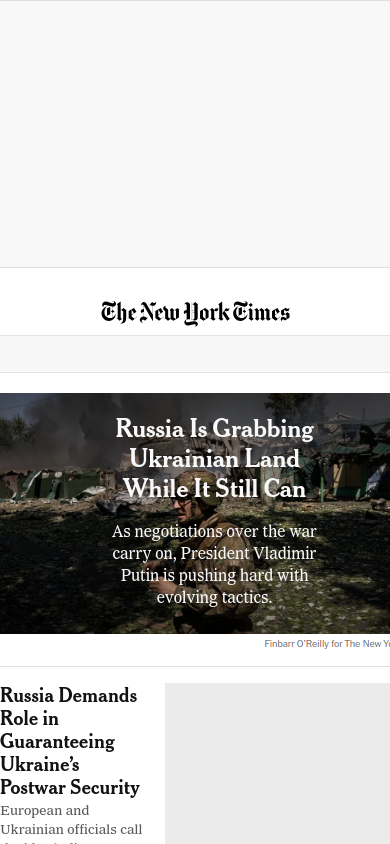 The New York Times
Russia Is Grabbing
Ukrainian Land
While It Still Can
As negotiations over the war
carry on, President Vladimir
Putin is pushing hard with
evolving tactics.
Finbarr O'Reilly for The New
Russia Demands
Role in
Guaranteeing
Ukraine's
Postwar Security
European and
Ukrainian officials call